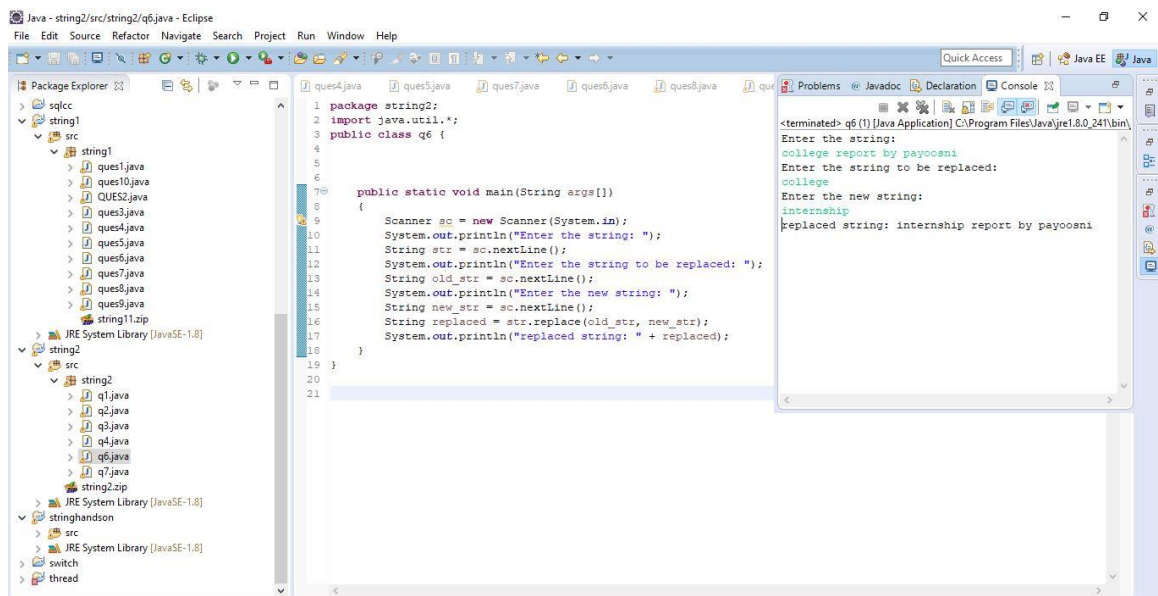 Java - string2/src/string2/q6.java - Eclipse
File Edit Source Refactor Navigate Search Project Run Window Help
Quick Access Java EE Java
Package Explorer
sqlcc
string1
src
string1
ques1.java
ques10.java
QUES2.java
ques3.java
ques4.java
ques5.java
ques6.java
ques7.java
ques8.java
ques9.java
string11.zip
JRE System Library [JavaSE-1.8]
string2
src
string2
q1.java
q2.java
q3.java
q4.java
q6.java
q7.java
string2.zip
JRE System Library [JavaSE-1.8]
stringhandson
src
JRE System Library [JavaSE-1.8]
switch
thread
ques4.java ques5.java ques7.java ques6.java ques8.java que
1 package string2;
2 import java.util.*;
3 public class q6 {
4
5
6
7 public static void main(String args[])
8 {
9 Scanner sc = new Scanner(System.in);
10 System.out.println("Enter the string: ");
11 String str = sc.nextLine();
12 System.out.println("Enter the string to be replaced: ");
13 String old_str = sc.nextLine();
14 System.out.println("Enter the new string: ");
15 String new_str = sc.nextLine();
16 String replaced = str.replace(old_str, new_str);
17 System.out.println("replaced string: " + replaced);
18 }
19 }
20
21
Problems Javadoc Declaration Console
<terminated> q6 (1) [Java Application] C:\Program Files\Java\jre1.8.0_241\bin\
Enter the string:
college report by payoosni
Enter the string to be replaced:
college
Enter the new string:
internship
replaced string: internship report by payoosni